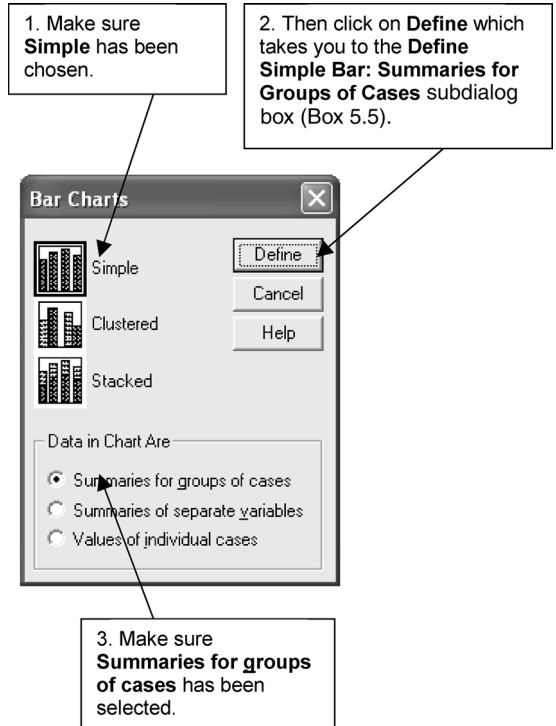 1. Make sure
Simple has been
chosen.
2. Then click on Define which
takes you to the Define
Simple Bar: Summaries for
Groups of Cases subdialog
box (Box 5.5).
Bar Charts
Simple
Clustered
Stacked
Define
Cancel
Help
Data in Chart Are
Summaries for groups of cases
Summaries of separate variables
Values of individual cases
3. Make sure
Summaries for groups
of cases has been
selected.